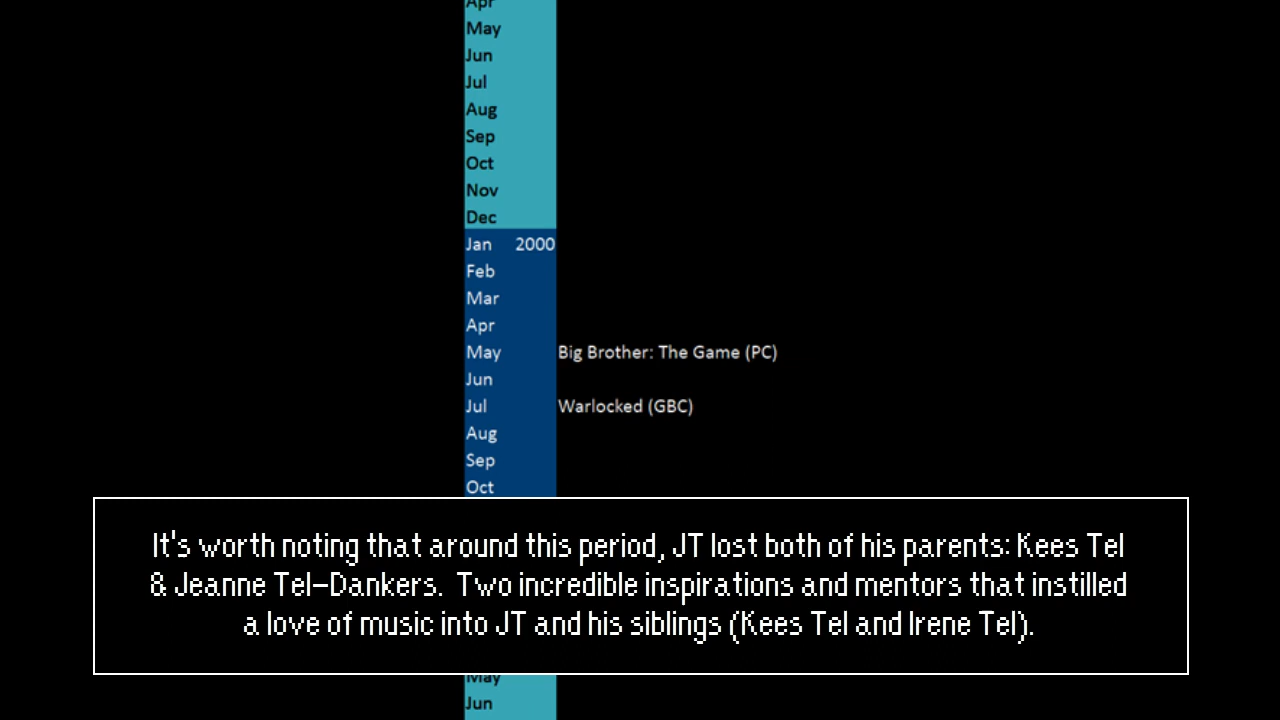 Apr
May
Jun
Jul
Aug
Sep
Oct
Nov
Dec
Jan 2000
Feb
Mar
Apr
May Big Brother: The Game (PC)
Jun
Jul Warlocked (GBC)
Aug
Sep
Oct
It's worth noting that around this period, JT lost both of his parents: Kees Tel
& Jeanne Tel-Dankers. Two incredible inspirations and mentors that instilled
a love of music into JT and his siblings (Kees Tel and Irene Tel).
May
Jun